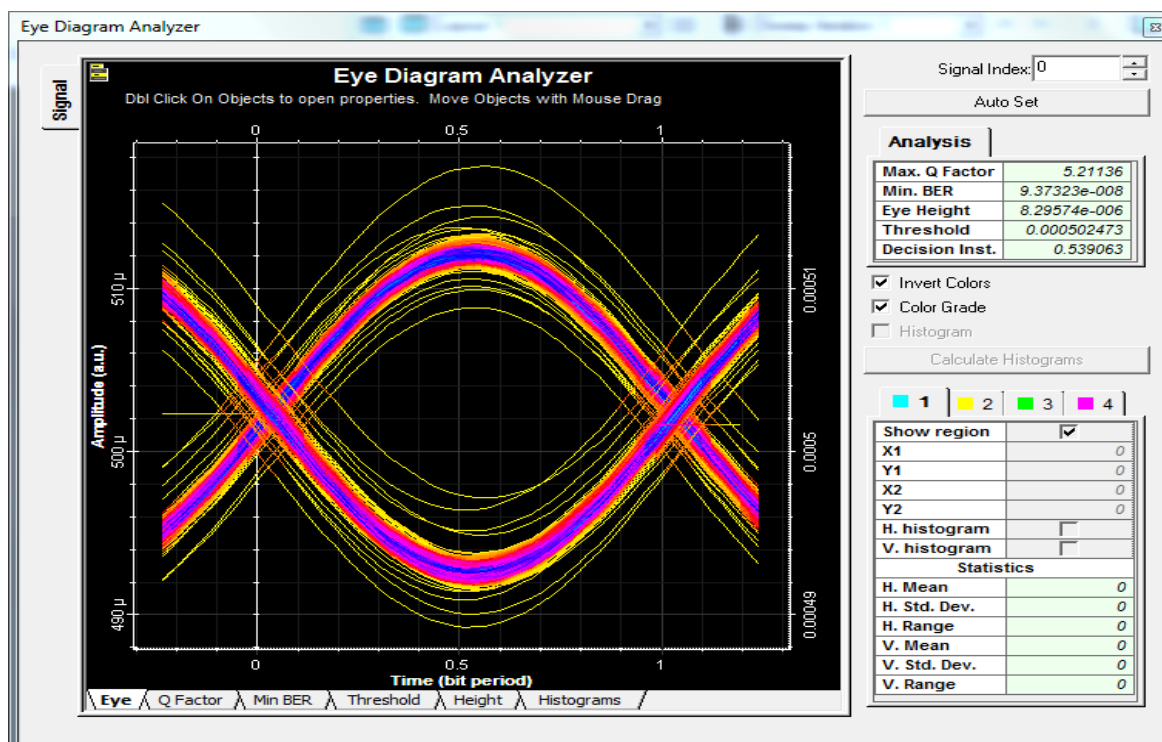 Eye Diagram Analyzer
Signal
Eye Diagram Analyzer
Dbl Click On Objects to open properties.  Move Objects with Mouse Drag
0 0.5 1
Amplitude (a.u.)
510 µ
500 µ
490 µ
0.00051
0.0005
0.00049
0 0.5 1
Time (bit period)
Eye Q Factor Min BER Threshold Height Histograms
Signal Index: 0
Auto Set
Analysis
Max. Q Factor 5.21136
Min. BER 9.37323e-008
Eye Height 8.29574e-006
Threshold 0.000502473
Decision Inst. 0.539063
Invert Colors
Color Grade
Histogram
Calculate Histograms
1 2 3 4
Show region
X1 0
Y1 0
X2 0
Y2 0
H. histogram
V. histogram
Statistics
H. Mean 0
H. Std. Dev. 0
H. Range 0
V. Mean 0
V. Std. Dev. 0
V. Range 0